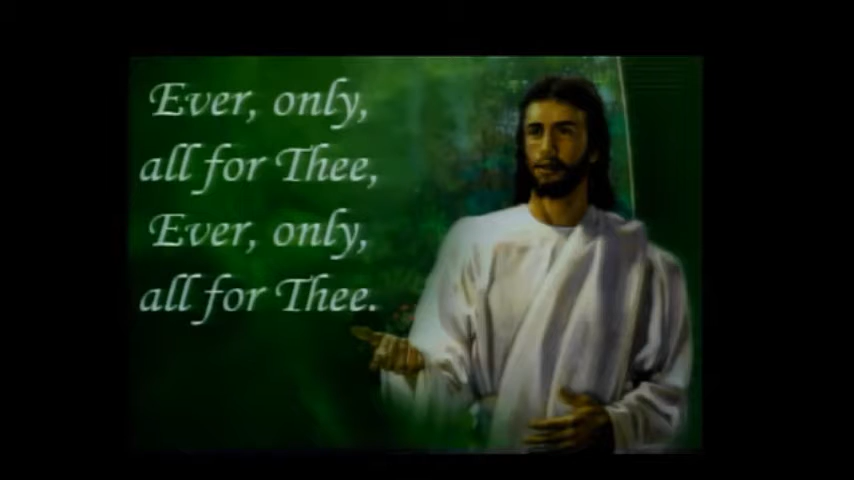 Ever, only,
all for Thee,
Ever, only,
all for Thee.